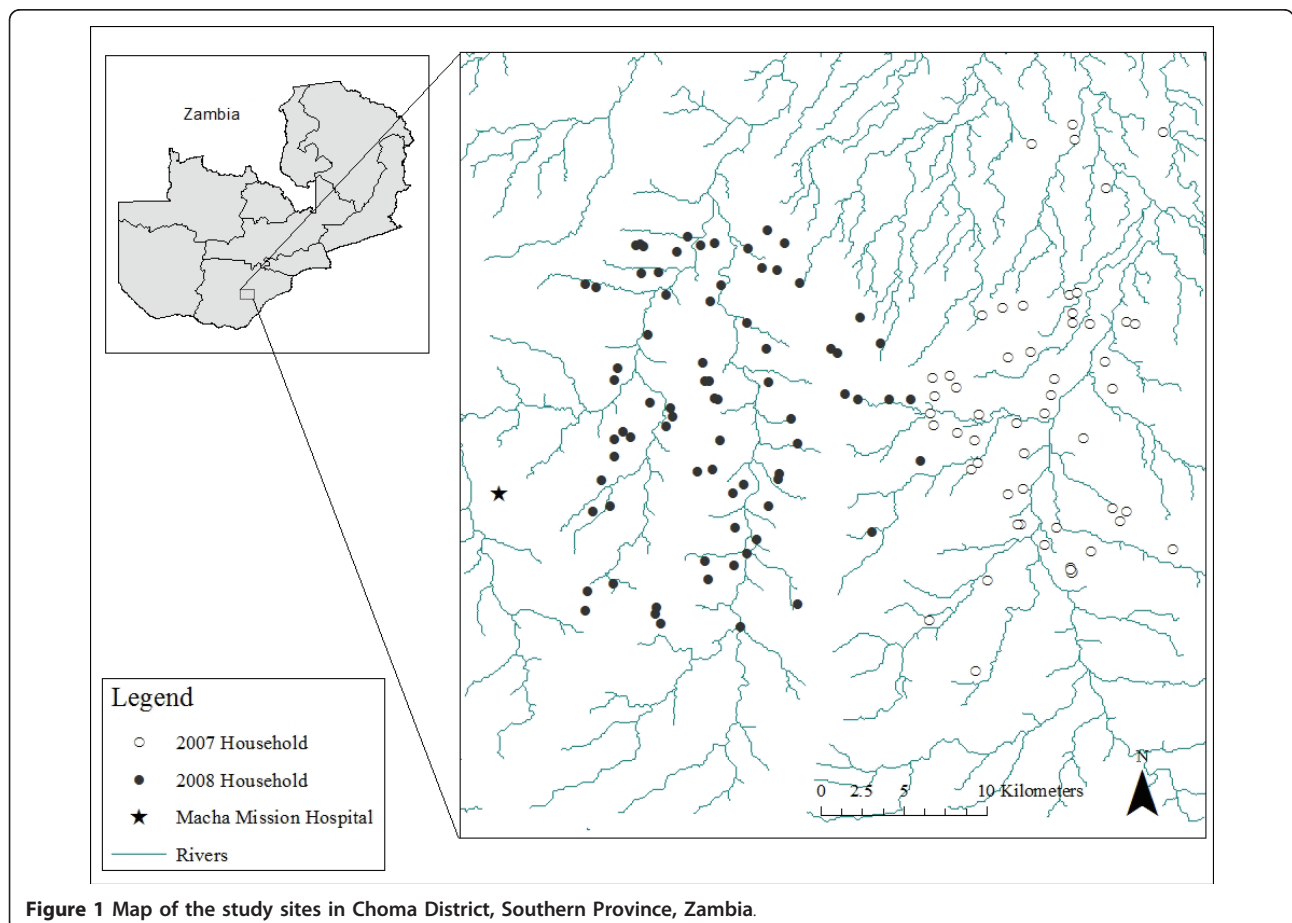 Zambia
Legend
2007 Household
2008 Household
Macha Mission Hospital
Rivers
N
0 2.5 5 10 Kilometers
Figure 1 Map of the study sites in Choma District, Southern Province, Zambia.